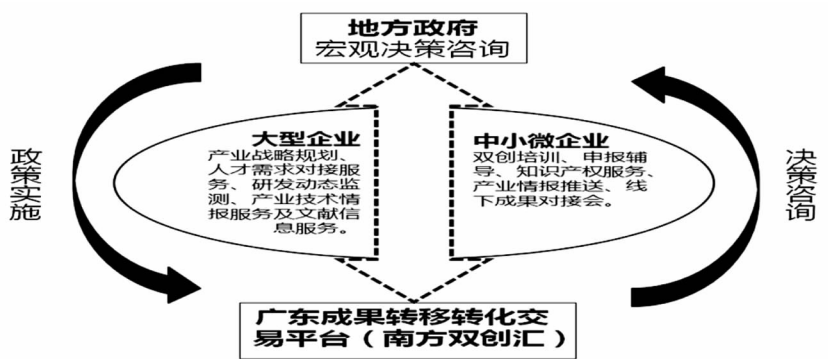 地方政府
宏观决策咨询
政策实施
大型企业
产业战略规划、
人才需求对接服
务、研发动态监
测、产业技术情
报服务及文献信
息服务。
中小微企业
双创培训、申报辅
导、知识产权服务、
产业情报推送、线
下成果对接会。
决策咨询
广东成果转移转化交
易平台（南方双创汇）